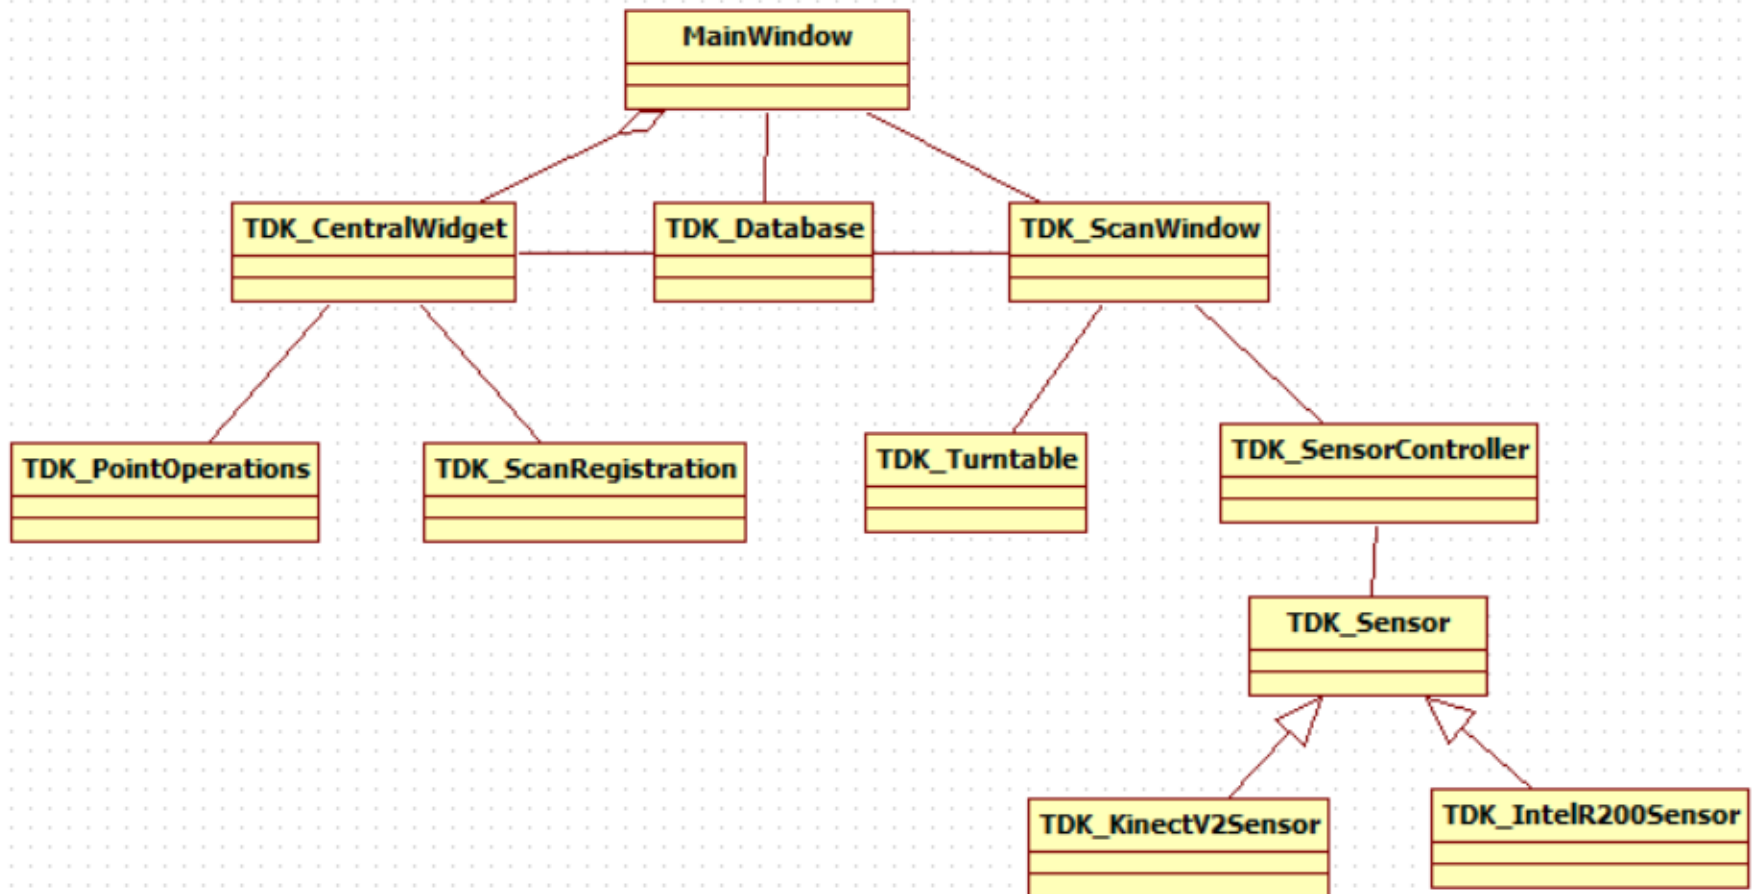 MainWindow
TDK_CentralWidget
TDK_Database
TDK_ScanWindow
TDK_PointOperations
TDK_ScanRegistration
TDK_Turntable
TDK_SensorController
TDK_Sensor
TDK_KinectV2Sensor
TDK_IntelR200Sensor